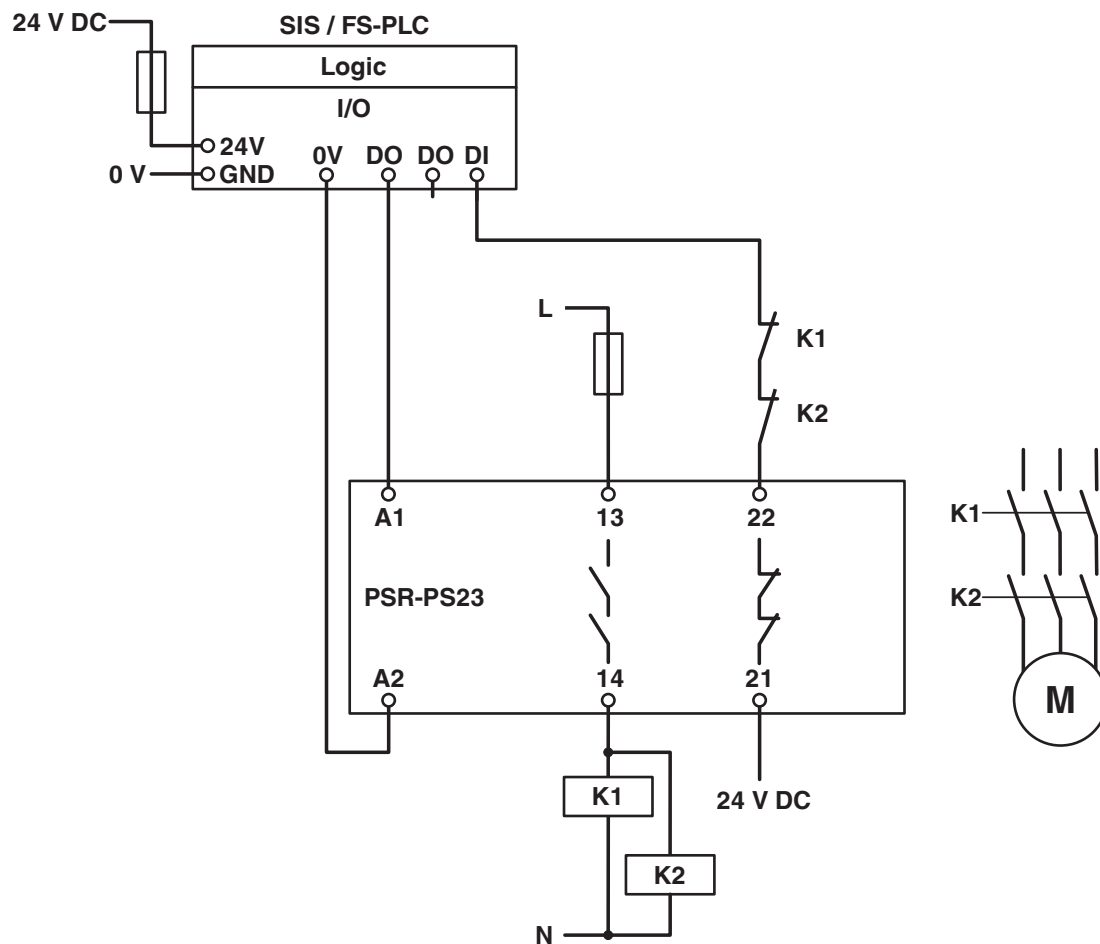 24 V DC
SIS / FS-PLC
Logic
I/O
24V
0V DO DO DI
0 V
GND
L
K1
K2
A1 13 22
K1
PSR-PS23
K2
A2 14 21
M
K1
24 V DC
K2
N